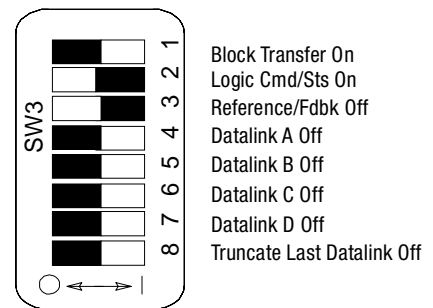 SW3
1 Block Transfer On
2 Logic Cmd/Sts On
3 Reference/Fdbk Off
4 Datalink A Off
5 Datalink B Off
6 Datalink C Off
7 Datalink D Off
8 Truncate Last Datalink Off